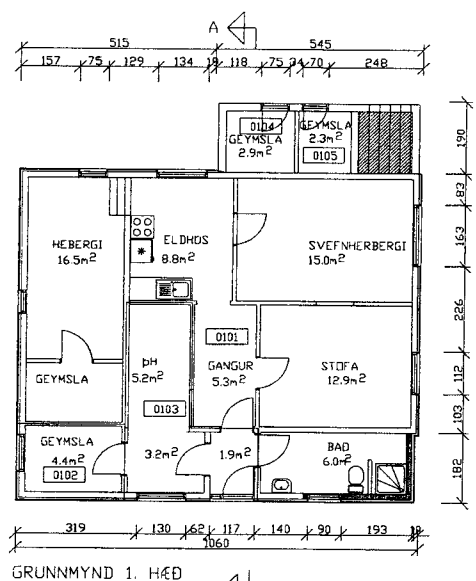 A
515 545
157 75 129 134 18 118 75 34 70 248
0104
GEYMSLA
2.9m²
GEYMSLA
2.3m²
0105
190
83
163
226
112
103
182
HEBERGI
16.5m²
ELDHÚS
8.8m²
SVEFNHERBERGI
15.0m²
0101
GANGUR
5.3m²
STOFA
12.9m²
ÞH
5.2m²
0103
GEYMSLA
GEYMSLA
4.4m²
0102
3.2m²
1.9m²
BAÐ
6.0m²
319 130 62 117 140 90 193 18
1060
GRUNNMYND 1. HÆÐ